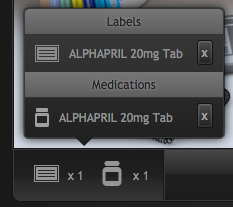 Labels
ALPHAPRIL 20mg Tab x
Medications
ALPHAPRIL 20mg Tab x
x 1 x 1